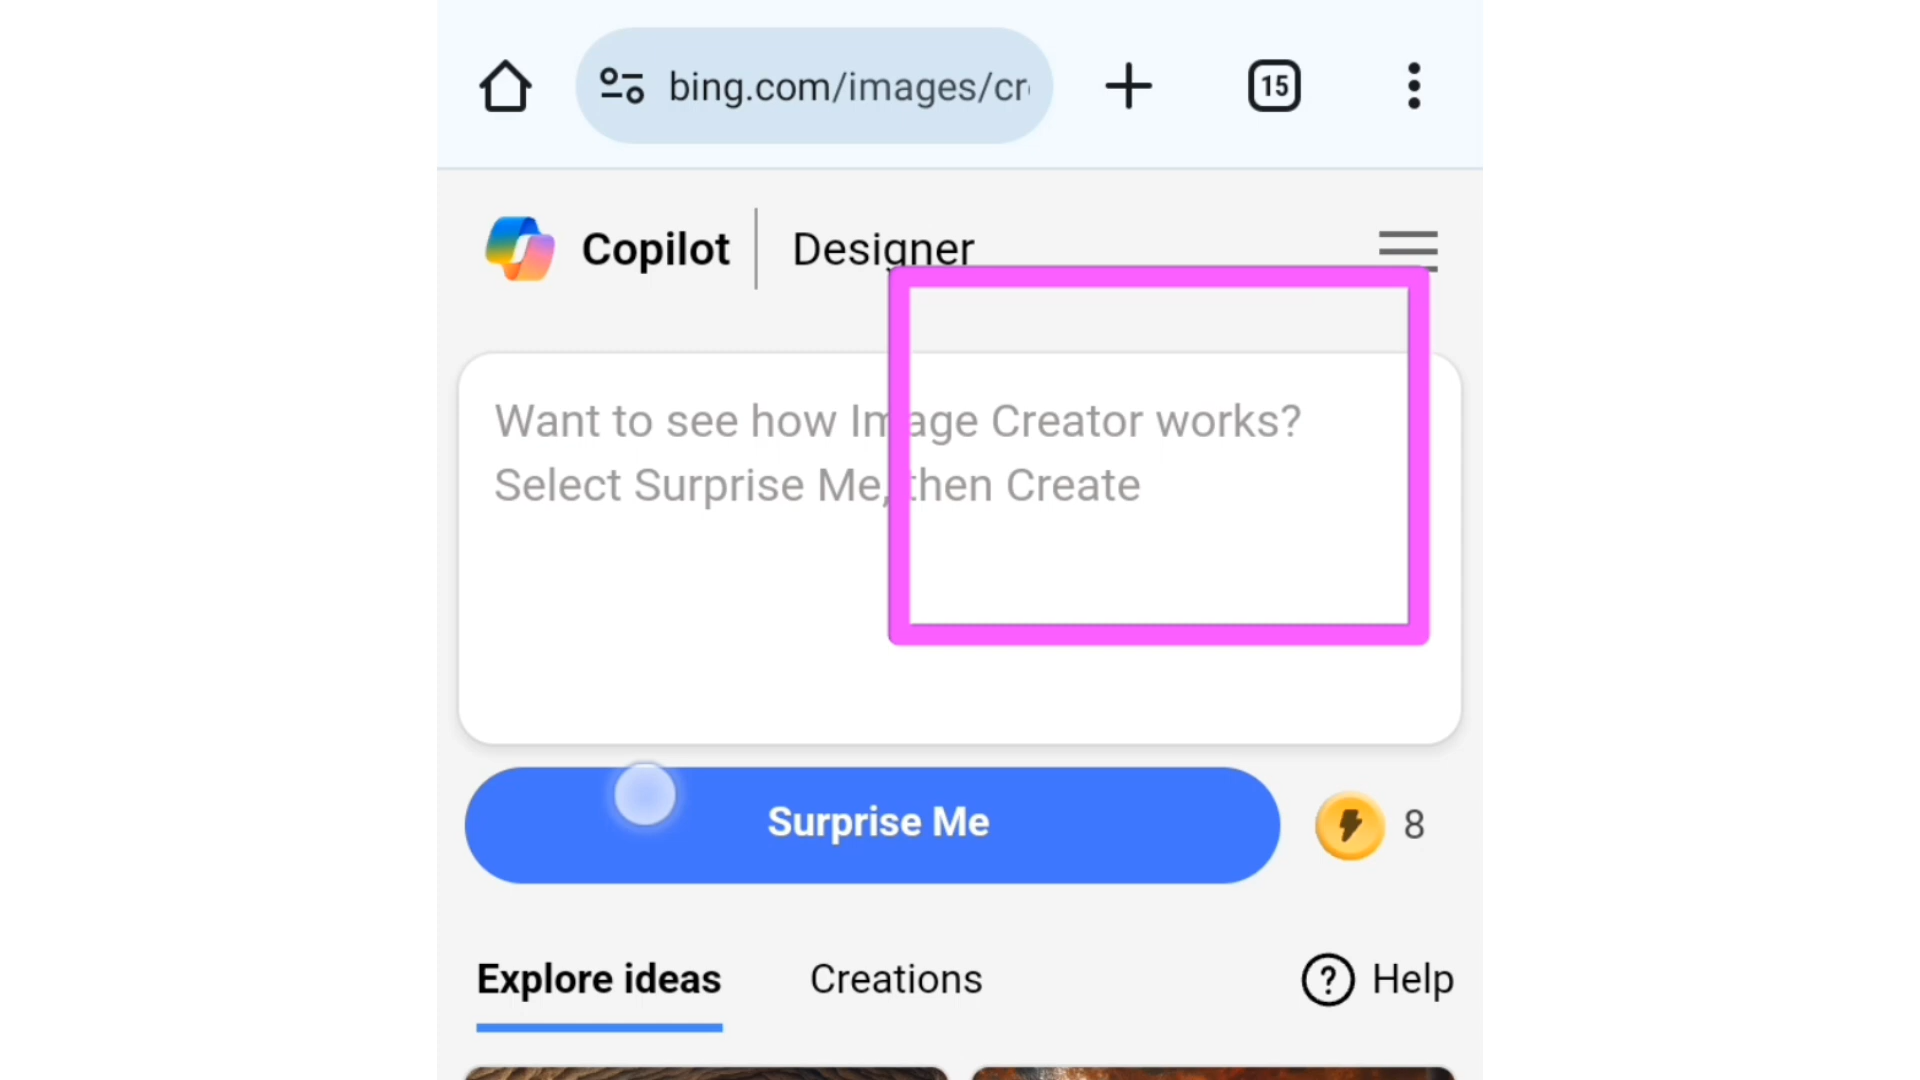 bing.com/images/cr
15
Copilot
Designer
Want to see how Image Creator works?
Select Surprise Me, then Create
Surprise Me
8
Explore ideas
Creations
? Help